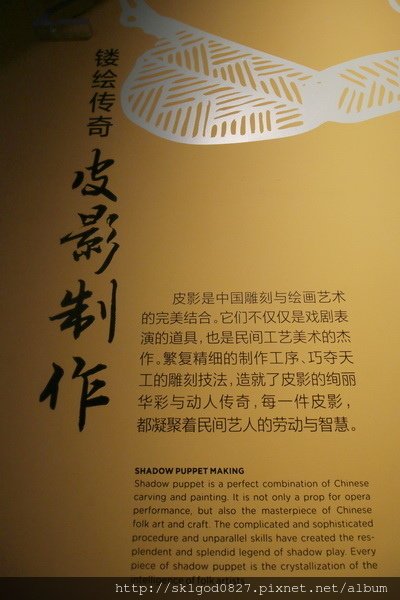 镂绘传奇
皮影制作
皮影是中国雕刻与绘画艺术
的完美结合。它们不仅仅是戏剧表
演的道具，也是民间工艺美术的杰
作。繁复精细的制作工序、巧夺天
工的雕刻技法，造就了皮影的绚丽
华彩与动人传奇，每一件皮影，
都凝聚着民间艺人的劳动与智慧。
SHADOW PUPPET MAKING
Shadow puppet is a perfect combination of Chinese
carving and painting. It is not only a prop for opera
performance, but also the masterpiece of Chinese
folk art and craft. The complicated and sophisticated
procedure and unparallel skills have created the res-
plendent and splendid legend of shadow play. Every
piece of shadow puppet is the crystallization of the
intelligence of folk artists.
http://sklgod0827.pixnet.net/album